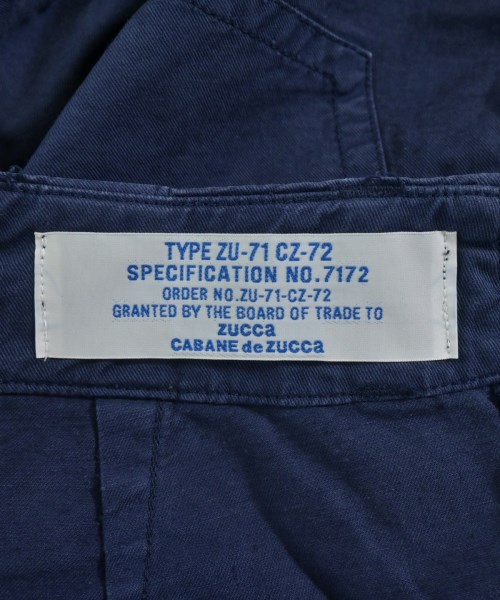 TYPE ZU-71 CZ-72
SPECIFICATION NO.7172
ORDER NO.ZU-71-CZ-72
GRANTED BY THE BOARD OF TRADE TO
ZUCCa
CABANE de ZUCCa